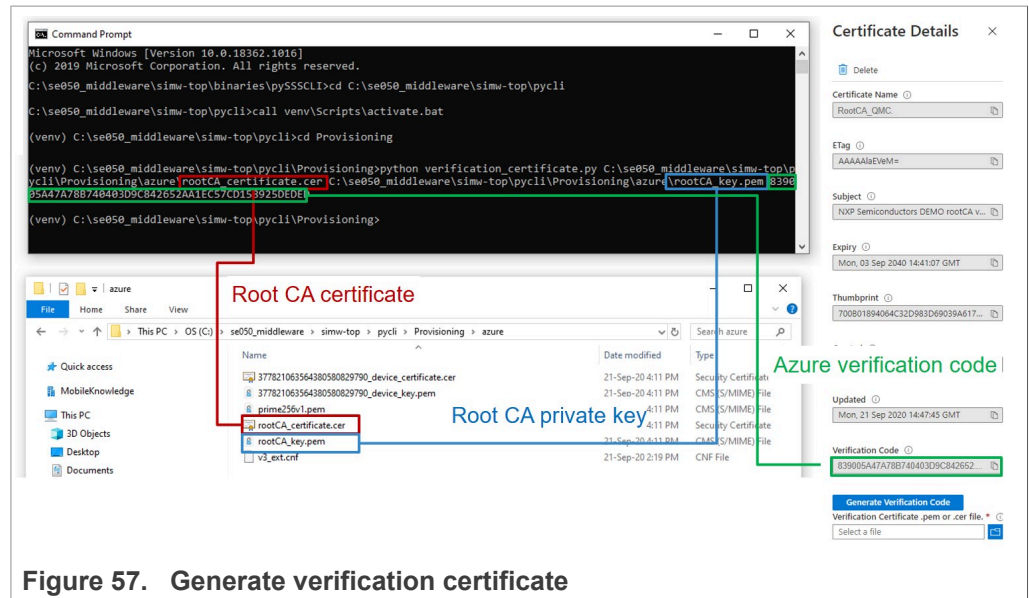 Command Prompt
Microsoft Windows [Version 10.0.18362.1016]
(c) 2019 Microsoft Corporation. All rights reserved.
C:\se050_middleware\simw-top\binaries\pySSSCLI>cd C:\se050_middleware\simw-top\pycli
C:\se050_middleware\simw-top\pycli>call venv\Scripts\activate.bat
(venv) C:\se050_middleware\simw-top\pycli>cd Provisioning
(venv) C:\se050_middleware\simw-top\pycli\Provisioning>python verification_certificate.py C:\se050_middleware\simw-top\p
ycli\Provisioning\azure\rootCA_certificate.cer C:\se050_middleware\simw-top\pycli\Provisioning\azure\rootCA_key.pem 8390
05A47A78B740403D9C842652AA1EC57CD158925DEDE
(venv) C:\se050_middleware\simw-top\pycli\Provisioning>
azure
Root CA certificate
File Home Share View
This PC > OS (C:) > se050_middleware > simw-top > pycli > Provisioning > azure
Search azure
Name Date modified Type
Quick access
MobileKnowledge
This PC
3D Objects
Desktop
Documents
37782106356438058082979​0_device_certificate.cer 21-Sep-20 4:11 PM Security Certificate
377821063564380580829790_device_key.pem 21-Sep-20 4:11 PM CMS (S/MIME) File
prime256v1.pem 4:11 PM CMS (S/MIME) File
rootCA_certificate.cer 4:11 PM Security Certificate
rootCA_key.pem 21-Sep-20 4:11 PM CMS (S/MIME) File
v3_ext.cnf 21-Sep-20 2:19 PM CNF File
Root CA private key
Certificate Details
Delete
Certificate Name
RootCA_QMC.
ETag
AAAAAIaEVeM=
Subject
NXP Semiconductors DEMO rootCA v...
Expiry
Mon, 03 Sep 2040 14:41:07 GMT
Thumbprint
700B01894064C32D983D69039A617...
Azure verification code
Updated
Mon, 21 Sep 2020 14:47:45 GMT
Verification Code
839005A47A78B740403D9C842652...
Generate Verification Code
Verification Certificate .pem or .cer file. *
Select a file
Figure 57. Generate verification certificate